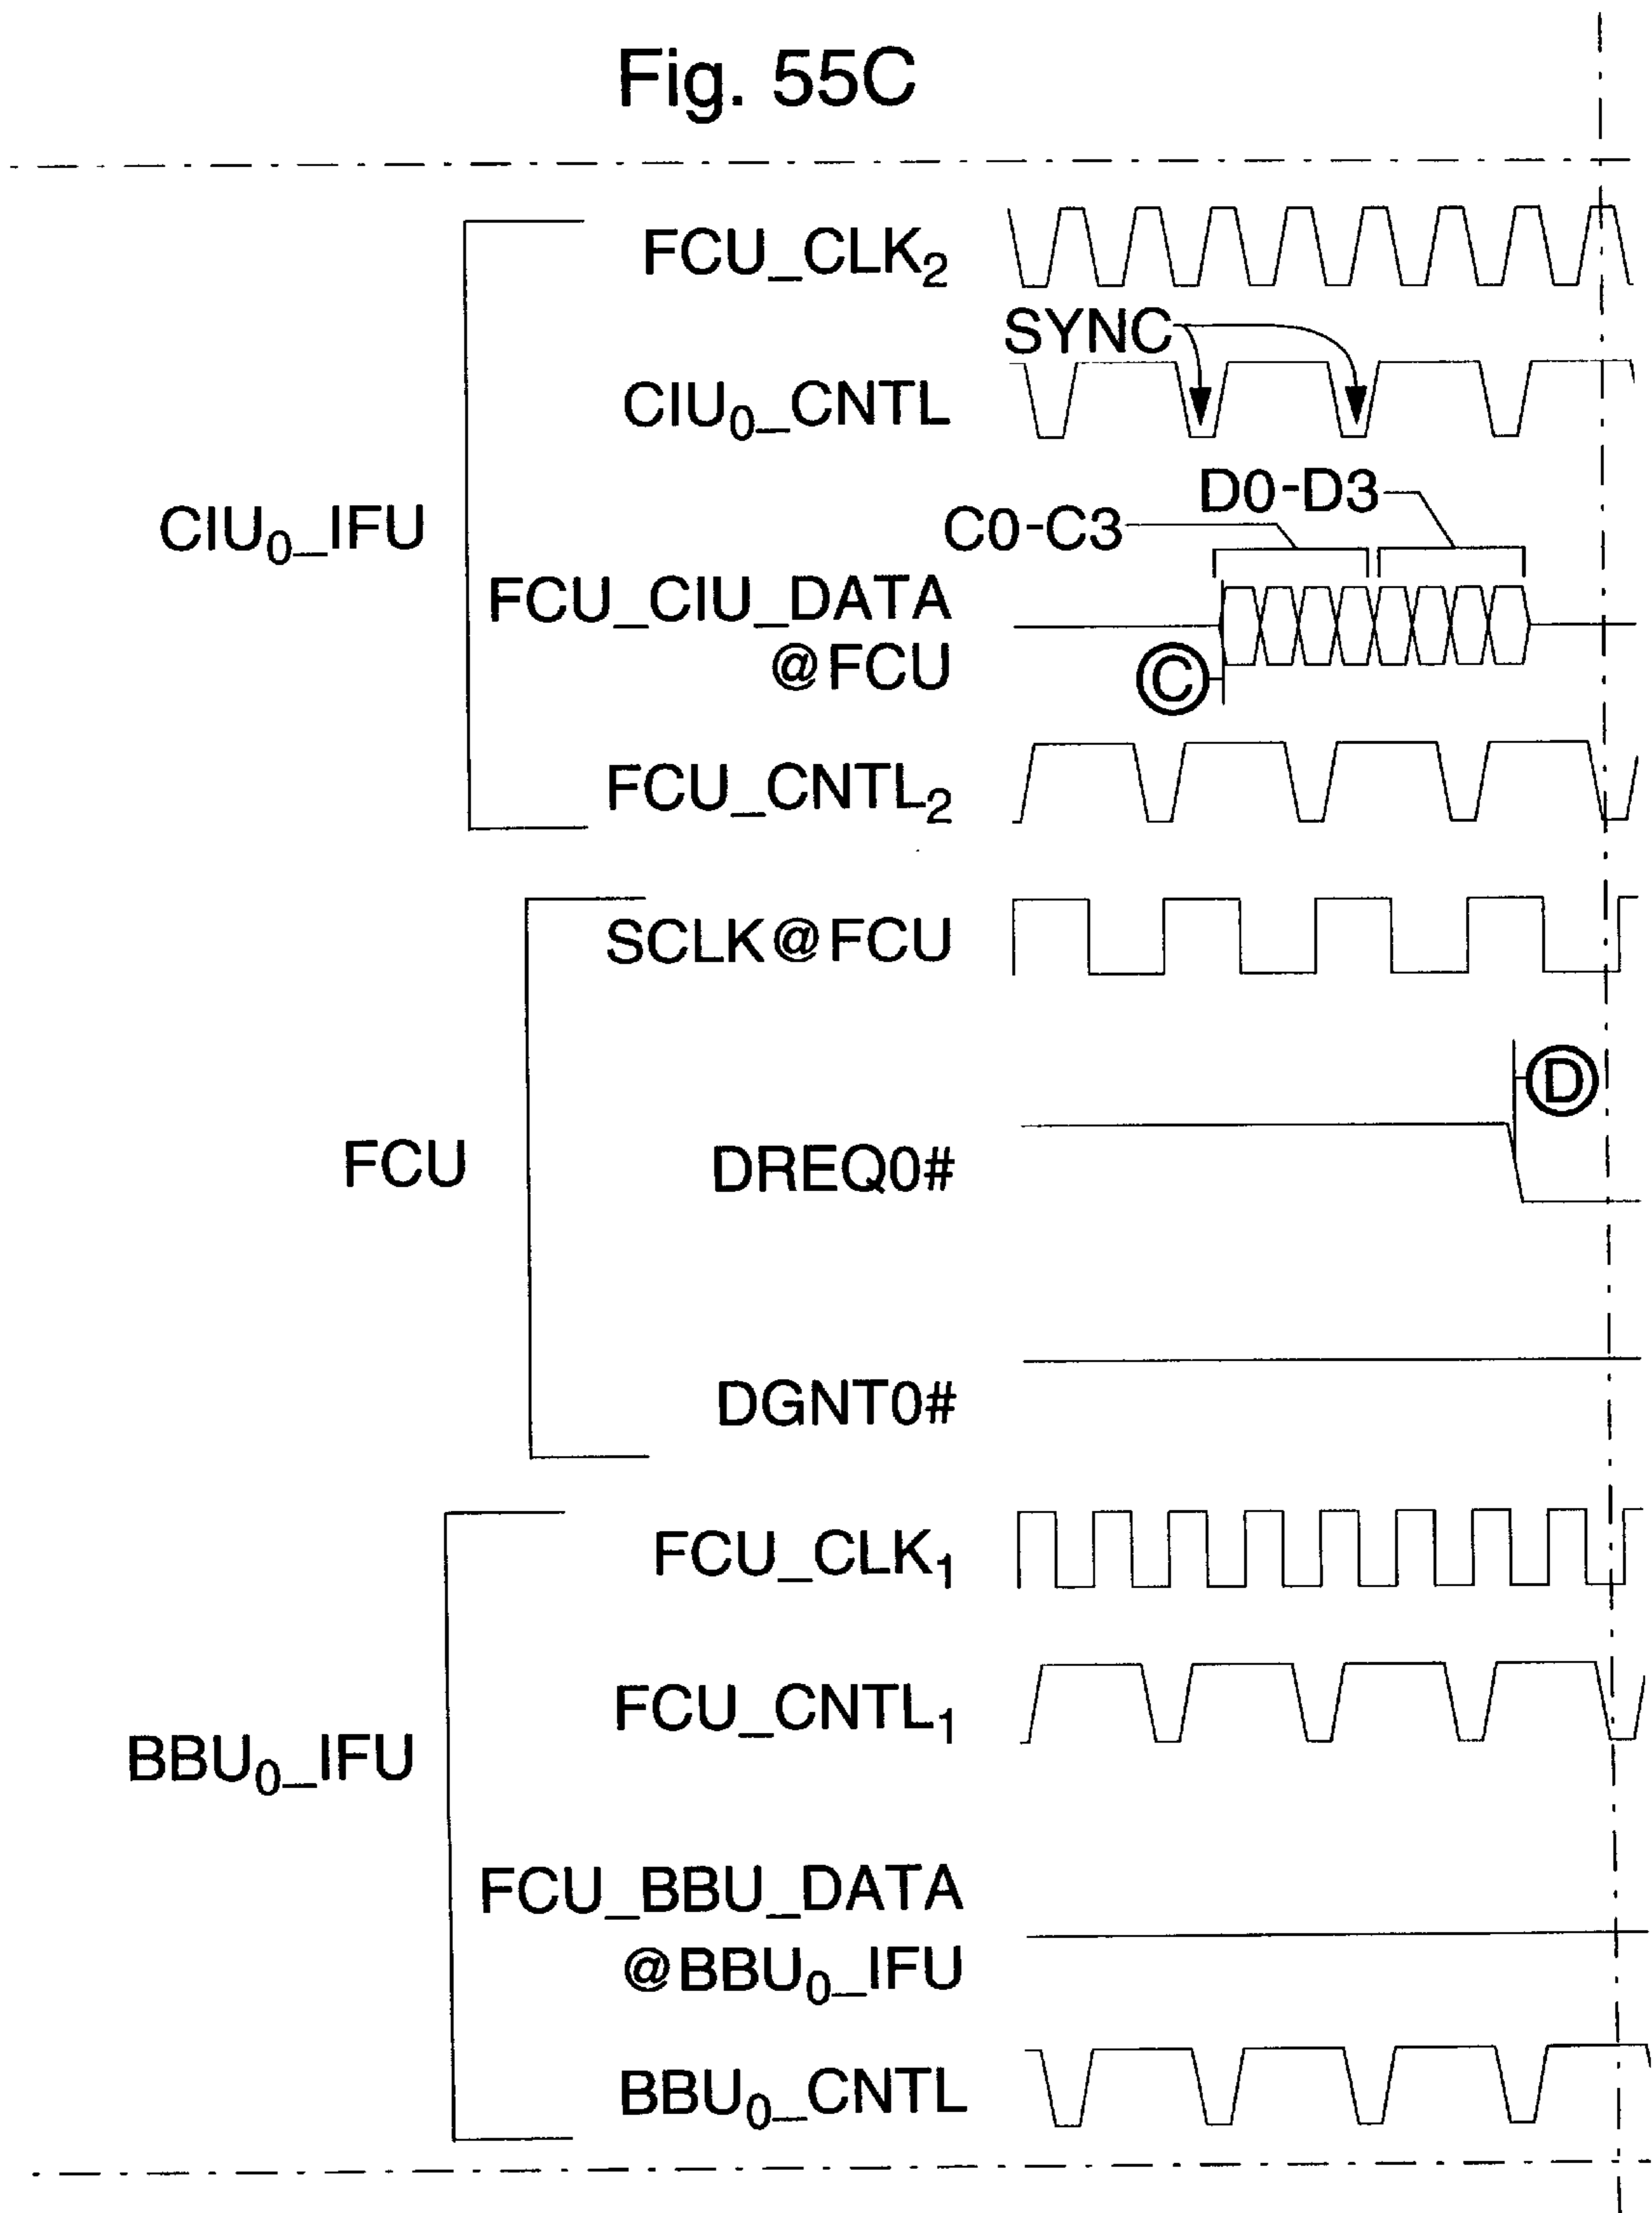 Fig. 55C
FCU_CLK₂
SYNC
CIU₀_CNTL
D0-D3
C0-C3
CIU₀_IFU
FCU_CIU_DATA
@FCU
C
FCU_CNTL₂
SCLK@FCU
D
FCU
DREQ0#
DGNT0#
FCU_CLK₁
FCU_CNTL₁
BBU₀_IFU
FCU_BBU_DATA
@BBU₀_IFU
BBU₀_CNTL